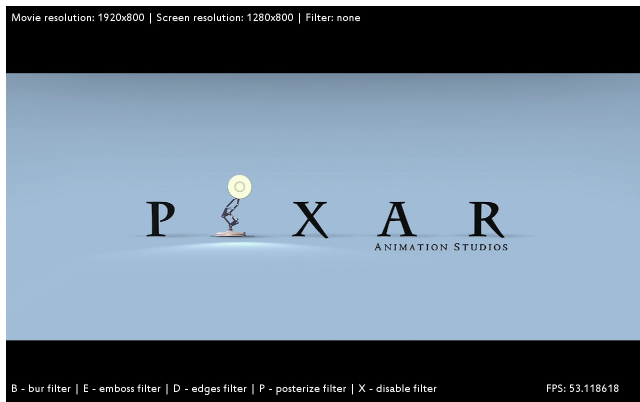 Movie resolution: 1920x800 | Screen resolution: 1280x800 | Filter: none
P XAR
ANIMATION STUDIOS
B - bur filter | E - emboss filter | D - edges filter | P - posterize filter | X - disable filter
FPS: 53.118618